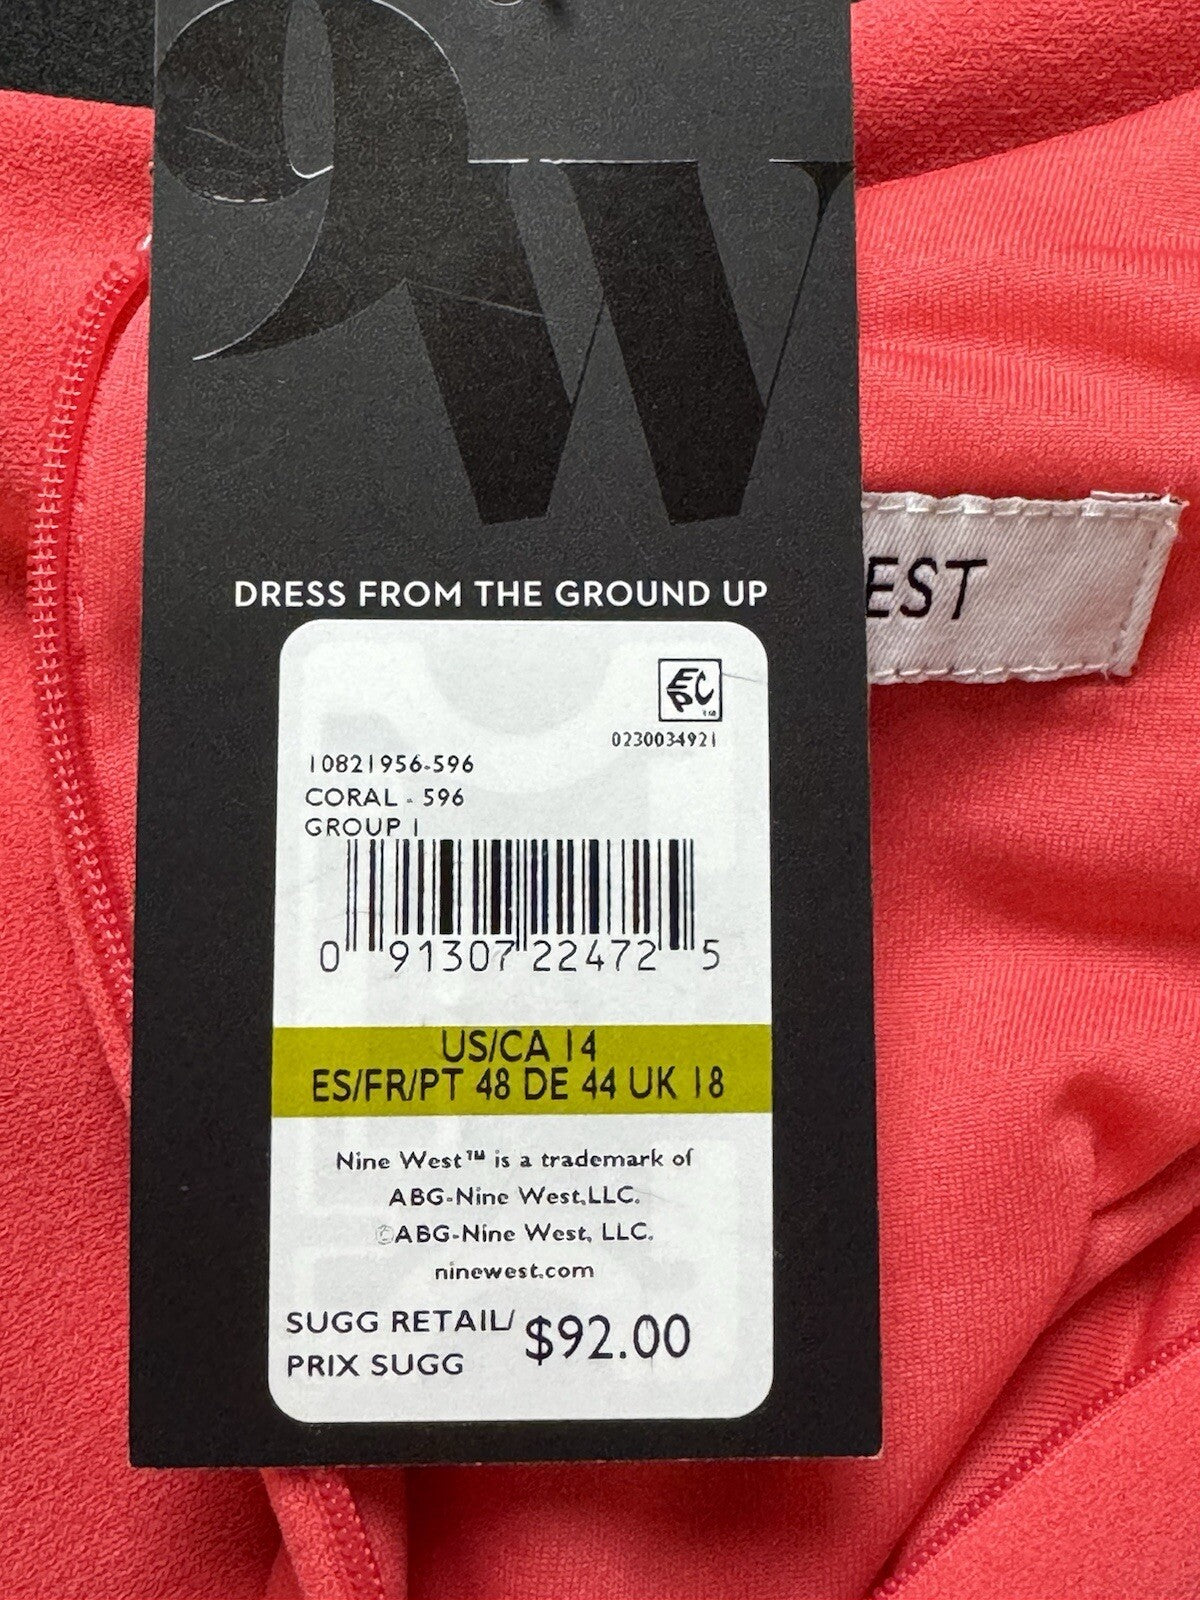 9W
DRESS FROM THE GROUND UP
EPC™
0230034921
10821956-596
CORAL - 596
GROUP 1
0 91307 22472 5
US/CA 14
ES/FR/PT 48 DE 44 UK 18
Nine West™ is a trademark of
ABG-Nine West,LLC.
©ABG-Nine West, LLC.
ninewest.com
SUGG RETAIL/ $92.00
PRIX SUGG
EST